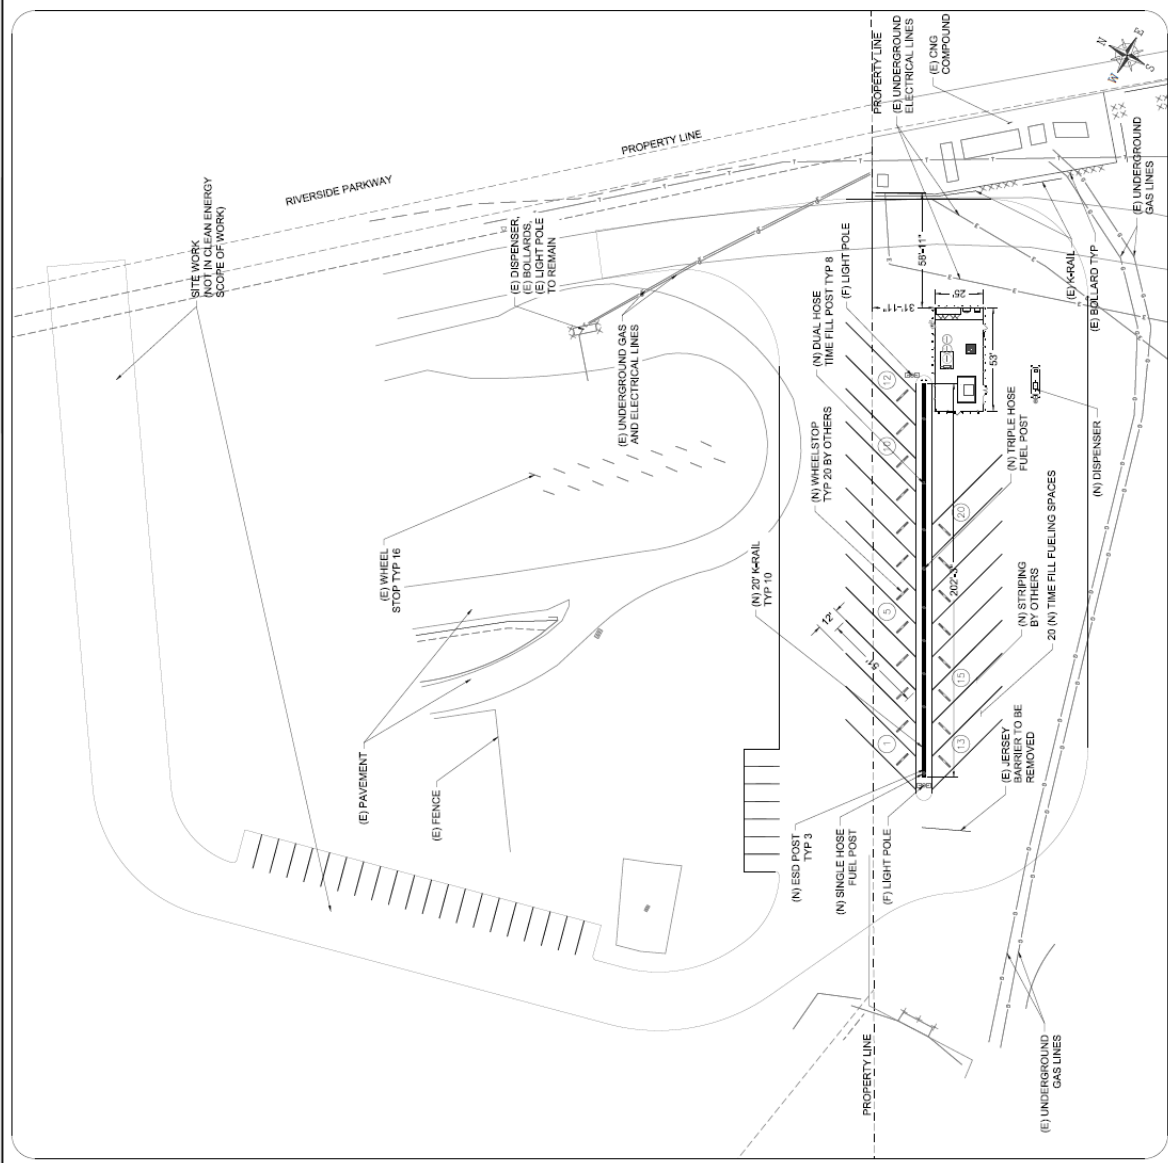 SITE WORK
(NOT IN CLEAN ENERGY
SCOPE OF WORK)
RIVERSIDE PARKWAY
PROPERTY LINE
PROPERTY LINE
(E) UNDERGROUND
ELECTRICAL LINES
(E) CNG
COMPOUND
N
E
S
W
(E) DISPENSER,
(E) BOLLARDS,
(E) LIGHT POLE
TO REMAIN
(E) UNDERGROUND GAS
AND ELECTRICAL LINES
(E) WHEEL
STOP TYP 16
(E) PAVEMENT
(E) FENCE
(N) 20' K-RAIL
TYP 10
(N) WHEELSTOP
TYP 20 BY OTHERS
(N) DUAL HOSE
TIME FILL POST TYP 8
(F) LIGHT POLE
58'-11"
31'-11"
25'
53'
(E) K-RAIL
(E) BOLLARD TYP
(E) UNDERGROUND
GAS LINES
(N) DISPENSER
(N) TRIPLE HOSE
FUEL POST
20 (N) TIME FILL FUELING SPACES
(N) STRIPING
BY OTHERS
(E) JERSEY
BARRIER TO BE
REMOVED
12
10
5
1
20
15
13
12'
51'
202'-3"
(N) ESD POST
TYP 3
(N) SINGLE HOSE
FUEL POST
(F) LIGHT POLE
PROPERTY LINE
(E) UNDERGROUND
GAS LINES